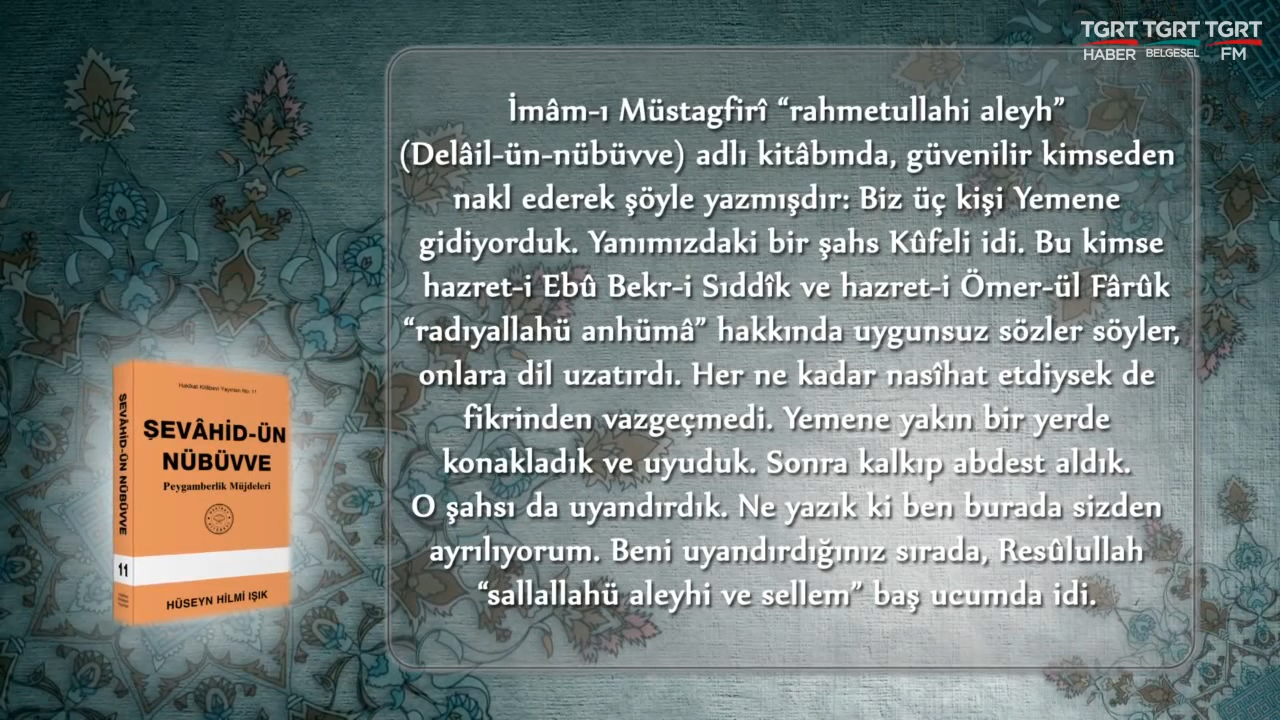 TGRT TGRT TGRT
HABER BELGESEL FM
İmâm-ı Müstagfirî “rahmetullahi aleyh”
(Delâil-ün-nübüvve) adlı kitâbında, güvenilir kimseden
nakl ederek şöyle yazmışdır: Biz üç kişi Yemene
gidiyorduk. Yanımızdaki bir şahs Kûfeli idi. Bu kimse
hazret-i Ebû Bekr-i Sıddîk ve hazret-i Ömer-ül Fârûk
“radıyallahü anhümâ” hakkında uygunsuz sözler söyler,
onlara dil uzatırdı. Her ne kadar nasîhat etdiysek de
fikrinden vazgeçmedi. Yemene yakın bir yerde
konakladık ve uyuduk. Sonra kalkıp abdest aldık.
O şahsı da uyandırdık. Ne yazık ki ben burada sizden
ayrılıyorum. Beni uyandırdığınız sırada, Resûlullah
“sallallahü aleyhi ve sellem” baş ucumda idi.
Hakîkat Kitâbevi Yayınları No: 11
ŞEVÂHİD-ÜN
NÜBÜVVE
Peygamberlik Müjdeleri
HÜSEYN HİLMİ IŞIK
ŞEVÂHİD-ÜN NÜBÜVVE
11